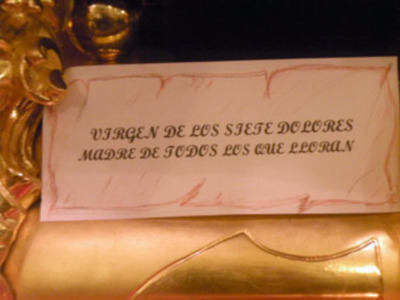 VIRGEN DE LOS SIETE DOLORES
MADRE DE TODOS LOS QUE LLORAN